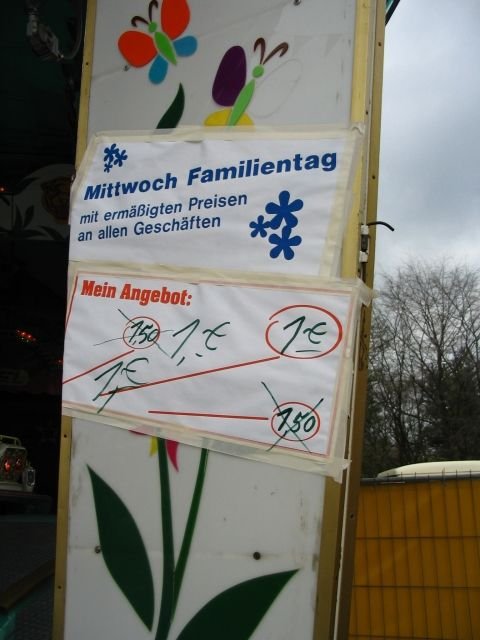 Mittwoch Familientag
mit ermäßigten Preisen
an allen Geschäften
Mein Angebot:
1,50 1,-€ 1,-€
1,-€
1,50